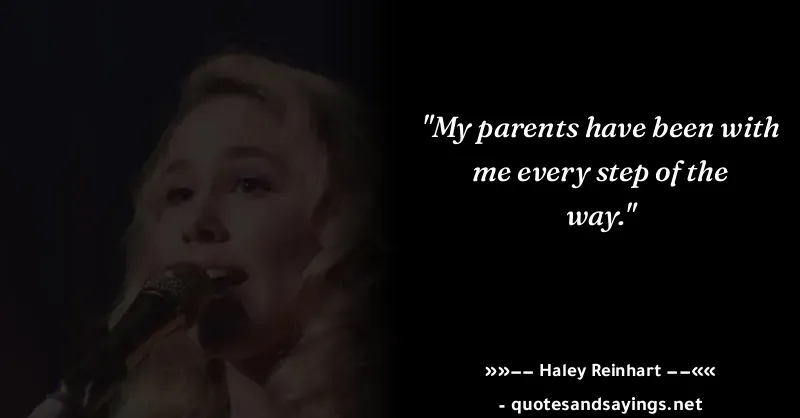 "My parents have been with
me every step of the
way."
»»–– Haley Reinhart ––««
- quotesandsayings.net